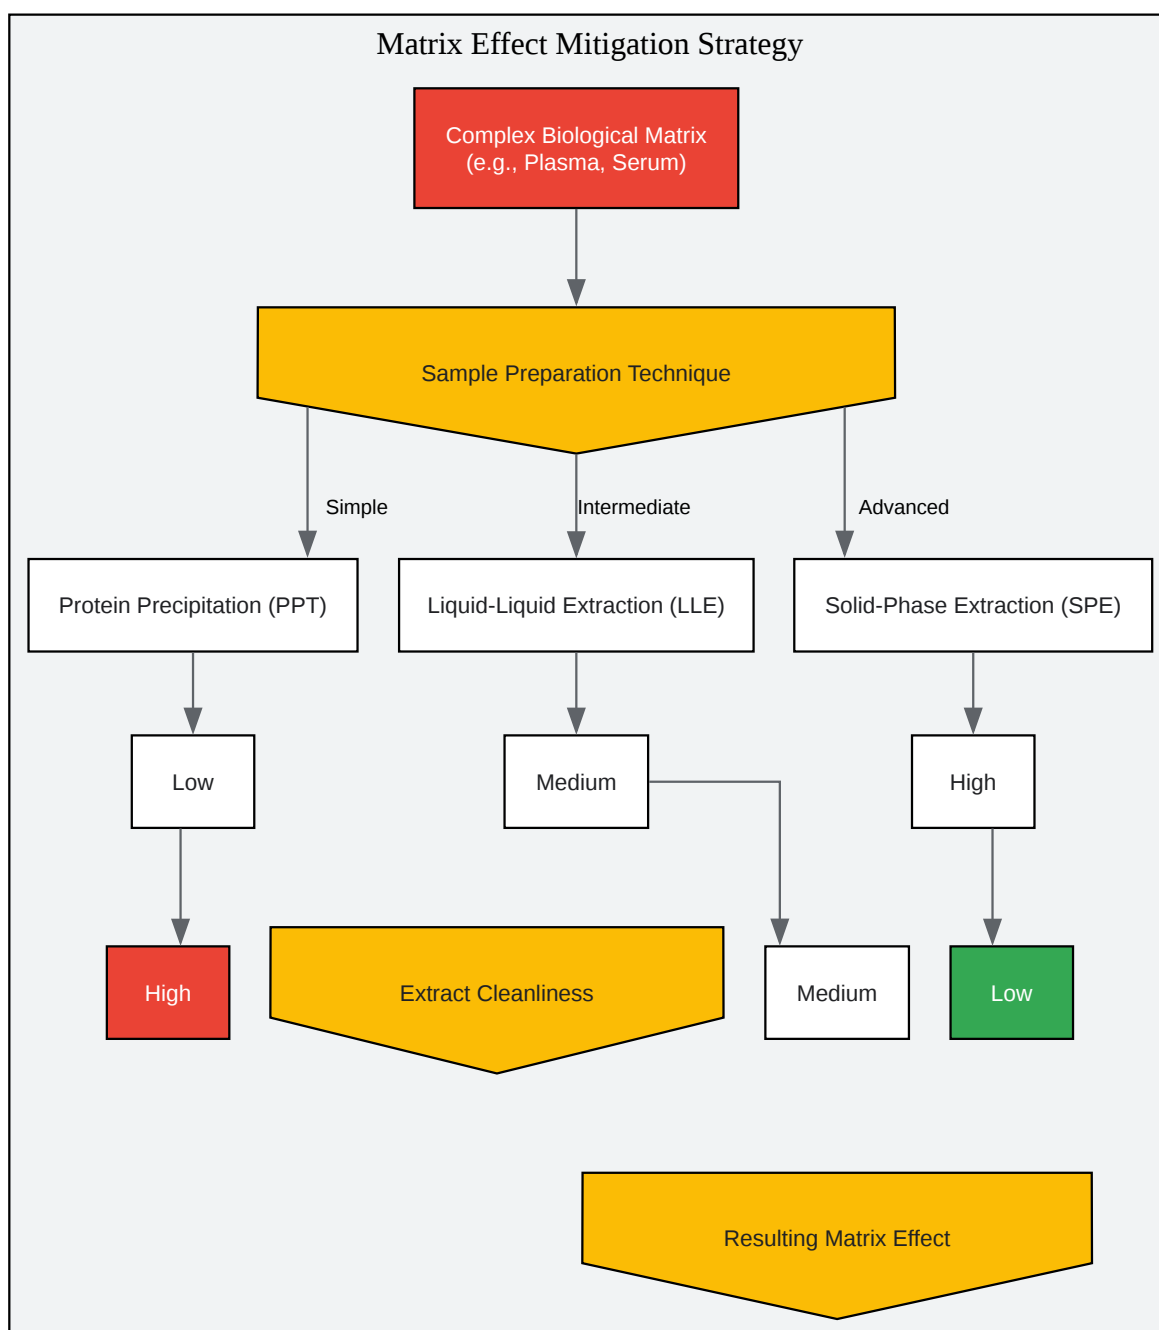 Matrix Effect Mitigation Strategy
Complex Biological Matrix
(e.g., Plasma, Serum)
Sample Preparation Technique
Simple
Intermediate
Advanced
Protein Precipitation (PPT)
Liquid-Liquid Extraction (LLE)
Solid-Phase Extraction (SPE)
Low
Medium
High
High
Extract Cleanliness
Medium
Low
Resulting Matrix Effect